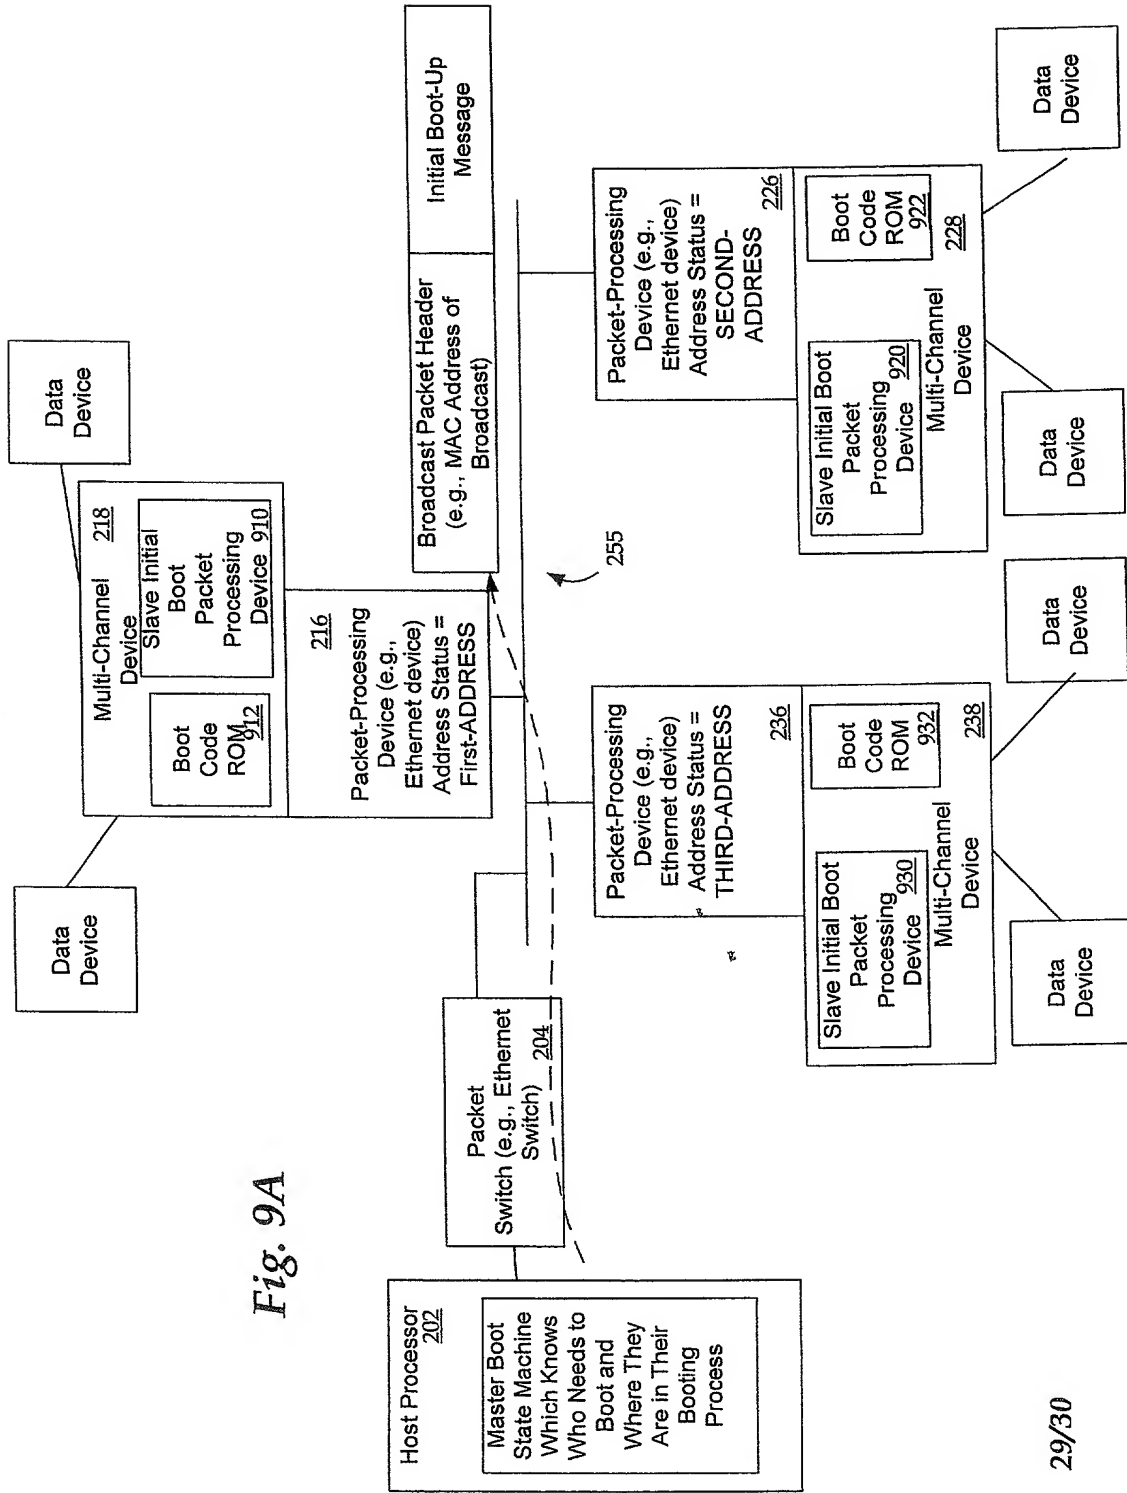 Fig. 9A
Host Processor
202
Master Boot
State Machine
Which Knows
Who Needs to
Boot and
Where They
Are in Their
Booting
Process
Packet
Switch (e.g., Ethernet
Switch)
204
Data
Device
Data
Device
Multi-Channel
Device
218
Boot
Code
ROM
912
Slave Initial
Boot
Packet
Processing
Device 910
216
Packet-Processing
Device (e.g.,
Ethernet device)
Address Status =
First-ADDRESS
Broadcast Packet Header
(e.g., MAC Address of
Broadcast)
Initial Boot-Up
Message
255
Packet-Processing
Device (e.g.,
Ethernet device)
Address Status =
THIRD-ADDRESS
236
Slave Initial Boot
Packet
Processing
Device 930
Boot
Code
ROM
932
Multi-Channel
Device
238
Data
Device
Data
Device
Packet-Processing
Device (e.g.,
Ethernet device)
Address Status =
SECOND-
ADDRESS
226
Slave Initial Boot
Packet
Processing
Device 920
Boot
Code
ROM
922
Multi-Channel
Device
228
Data
Device
Data
Device
29/30